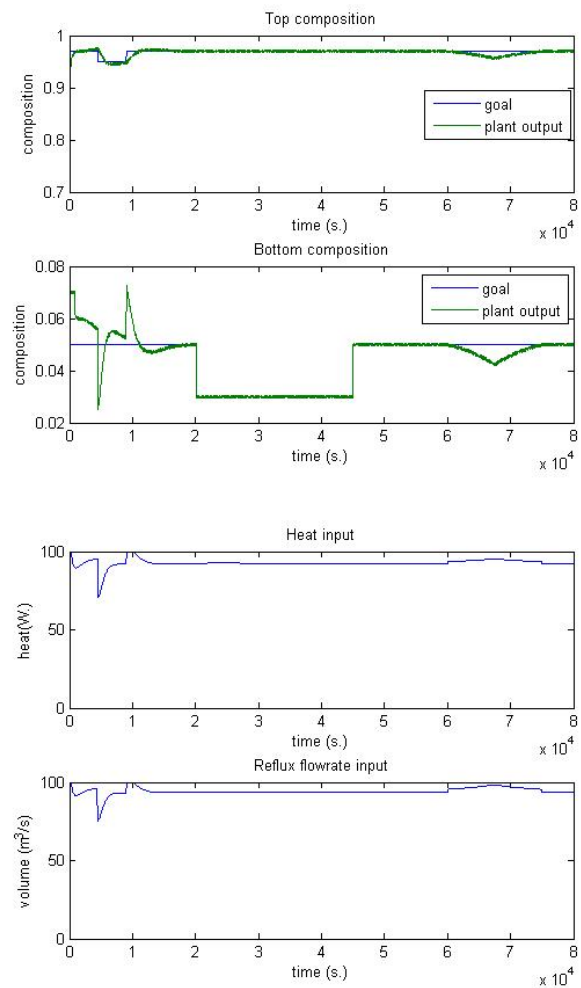 Top composition
1
0.9
0.8
0.7
composition
goal
plant output
0 1 2 3 4 5 6 7 8
time (s.)
x 10^4
Bottom composition
0.08
0.06
0.04
0.02
composition
goal
plant output
0 1 2 3 4 5 6 7 8
time (s.)
x 10^4
Heat input
100
50
0
heat(W.)
0 1 2 3 4 5 6 7 8
time (s.)
x 10^4
Reflux flowrate input
100
50
0
volume (m^3/s)
0 1 2 3 4 5 6 7 8
time (s.)
x 10^4